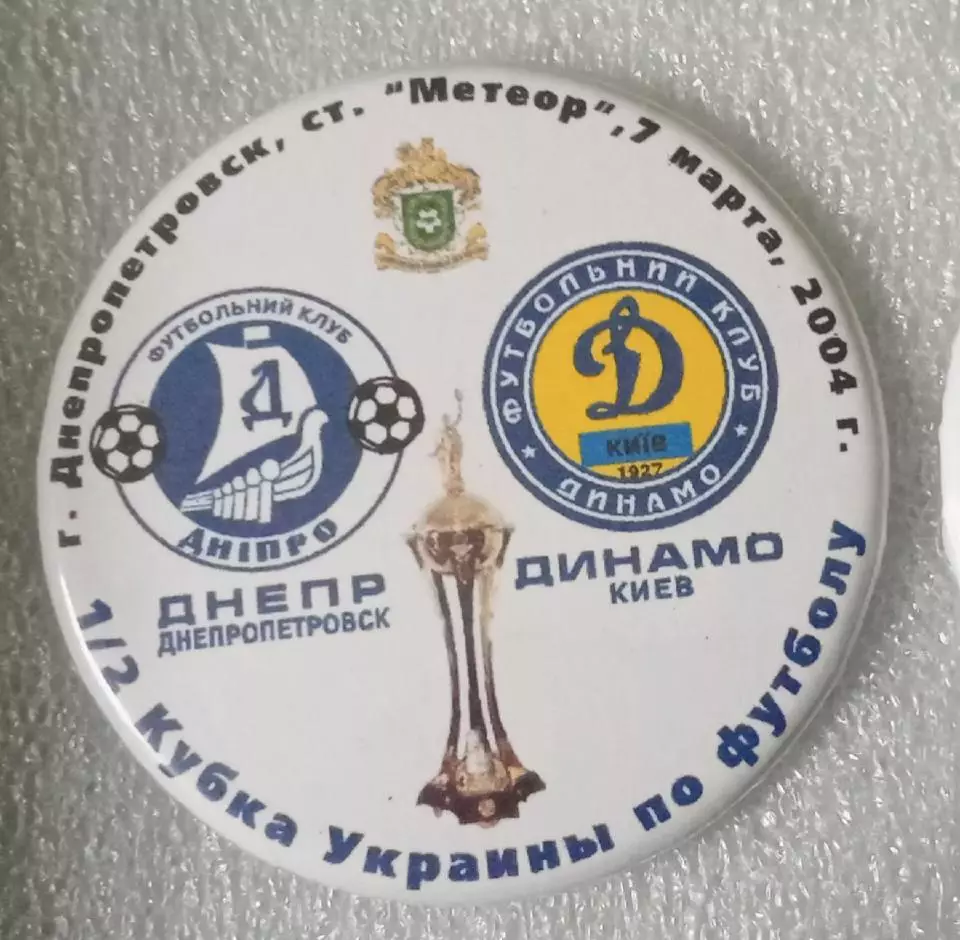 г. Днепропетровск, ст. "Метеор", 7 марта, 2004 г.
ФУТБОЛЬНИЙ КЛУБ
Д
ДНІПРО
ДНЕПР
ДНЕПРОПЕТРОВСК
ФУТБОЛЬНИЙ КЛУБ
Д
КИЇВ
1927
ДИНАМО
ДИНАМО
КИЕВ
1/2 Кубка Украины по футболу